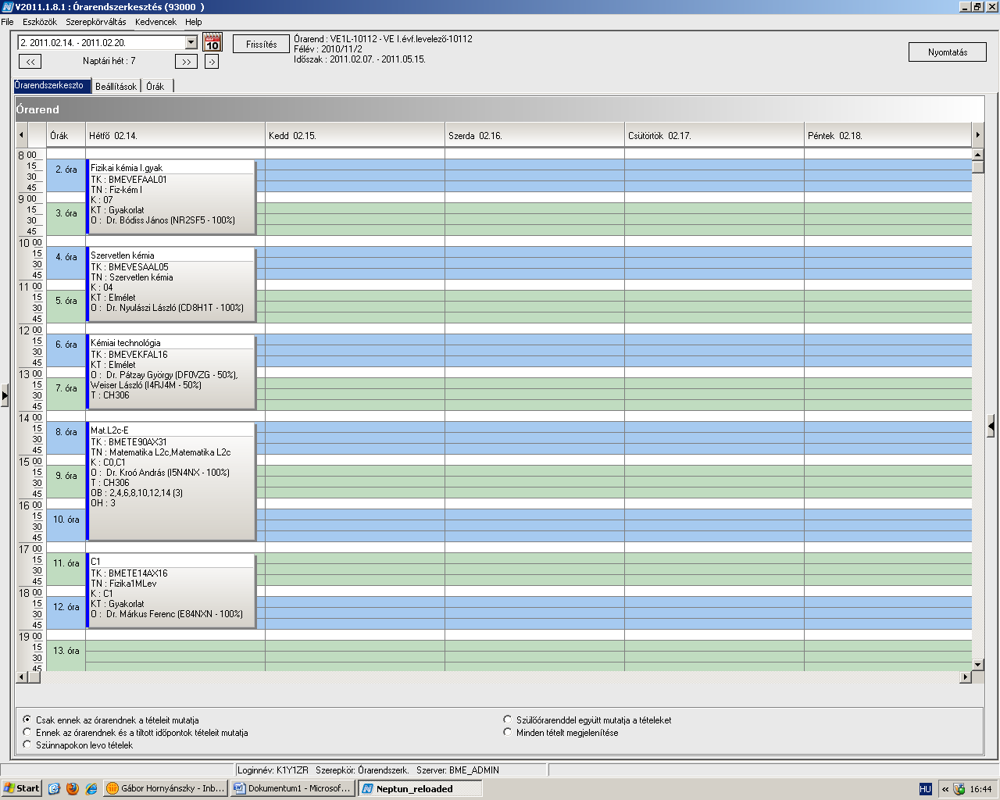 V2011.1.8.1 : Órarendszerkesztés (93000 )
File Eszközök Szerepkörváltás Kedvencek Help
2. 2011.02.14. - 2011.02.20.
10
Frissítés
Órarend : VE1L-10112 - VE I.évf.levelező-10112
Félév : 2010/11/2
Időszak : 2011.02.07. - 2011.05.15.
Nyomtatás
<< Naptári hét : 7 >> ->
Órarendszerkeszto Beállítások Órák
Órarend
Órák Hétfő 02.14. Kedd 02.15. Szerda 02.16. Csütörtök 02.17. Péntek 02.18.
8 00
15
30
45
2. óra
Fizikai kémia I.gyak
TK : BMEVEFAAL01
TN : Fiz-kém I
K : 07
KT : Gyakorlat
O : Dr. Bódiss János (NR2SF5 - 100%)
9 00
15
30
45
3. óra
10 00
15
30
45
4. óra
Szervetlen kémia
TK : BMEVESAAL05
TN : Szervetlen kémia
K : 04
KT : Elmélet
O : Dr. Nyulászi László (CD8H1T - 100%)
11 00
15
30
45
5. óra
12 00
15
30
45
6. óra
Kémiai technológia
TK : BMEVEKFAL16
KT : Elmélet
O : Dr. Pátzay György (DF0VZG - 50%),
Weiser László (I4RJ4M - 50%)
T : CH306
13 00
15
30
45
7. óra
14 00
15
30
45
8. óra
Mat.L2c-E
TK : BMETE90AX31
TN : Matematika L2c,Matematika L2c
K : C0,C1
O : Dr. Kroó András (I5N4NX - 100%)
T : CH306
OB : 2,4,6,8,10,12,14 (3)
OH : 3
15 00
15
30
45
9. óra
16 00
15
30
45
10. óra
17 00
15
30
45
11. óra
C1
TK : BMETE14AX16
TN : Fizika1MLev
K : C1
KT : Gyakorlat
O : Dr. Márkus Ferenc (E84NXN - 100%)
18 00
15
30
45
12. óra
19 00
15
30
45
13. óra
Csak ennek az órarendnek a tételeit mutatja
Ennek az órarendnek és a tiltott időpontok tételeit mutatja
Szünnapokon levo tételek
Szülőórarenddel együtt mutatja a tételeket
Minden tételt megjelenítése
Loginnév: K1Y1ZR Szerepkör: Órarendszerk. Szerver: BME_ADMIN
Start Gábor Hornyánszky - Inb... Dokumentum1 - Microsof... Neptun_reloaded HU « 16:44